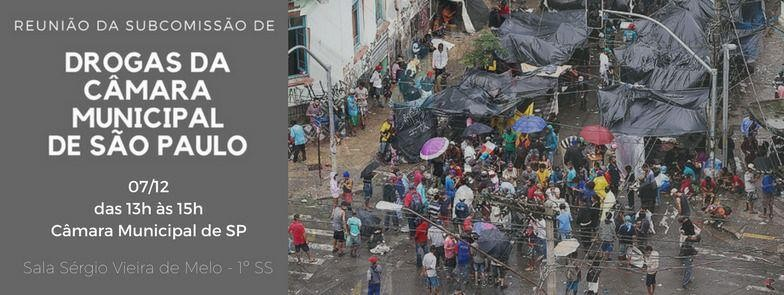 REUNIÃO DA SUBCOMISSÃO DE
DROGAS DA
CÂMARA
MUNICIPAL
DE SÃO PAULO
07/12
das 13h às 15h
Câmara Municipal de SP
Sala Sérgio Vieira de Melo - 1º SS